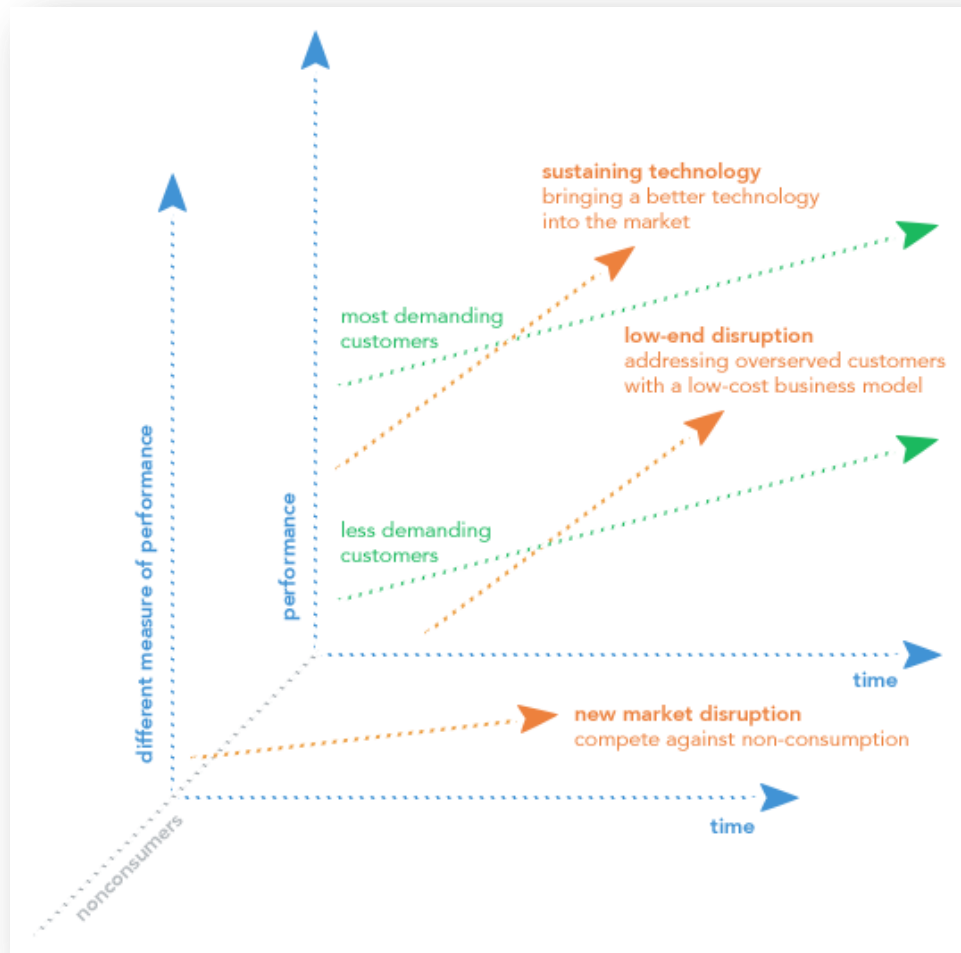 sustaining technology
bringing a better technology
into the market
most demanding
customers
low-end disruption
addressing overserved customers
with a low-cost business model
different measure of performance
performance
less demanding
customers
time
new market disruption
compete against non-consumption
time
nonconsumers